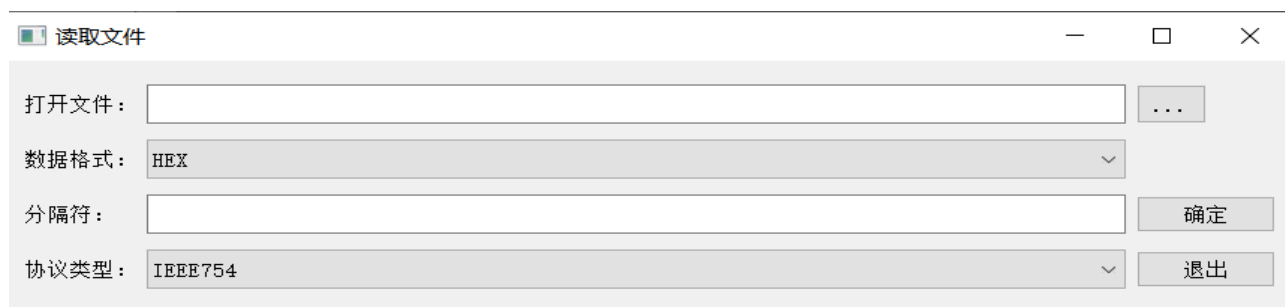 读取文件
打开文件： ...
数据格式： HEX
分隔符： 确定
协议类型： IEEE754 退出